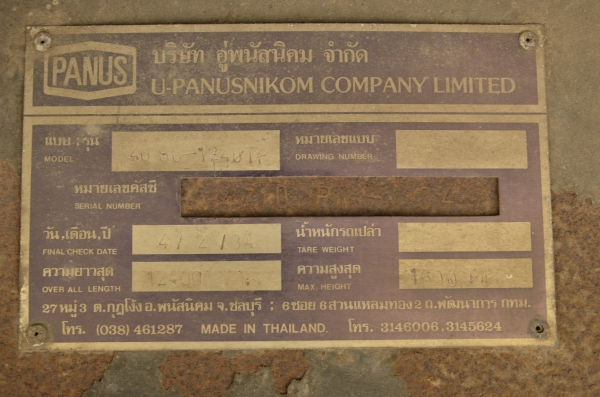 PANUS
บริษัท อู่พนัสนิคม จำกัด
U-PANUSNIKOM COMPANY LIMITED
แบบ : รุ่น
MODEL
หมายเลขแบบ
DRAWING NUMBER
หมายเลขคัสซี
SERIAL NUMBER
วัน,เดือน,ปี
FINAL CHECK DATE
น้ำหนักรถเปล่า
TARE WEIGHT
ความยาวสุด
OVER ALL LENGTH
ความสูงสุด
MAX. HEIGHT
27 หมู่ 3 ต.กุฎโง้ง อ.พนัสนิคม จ.ชลบุรี : 6 ซอย 6 สวนแหลมทอง 2 ถ.พัฒนาการ กทม.
โทร. (038) 461287 MADE IN THAILAND. โทร. 3146006.3145624